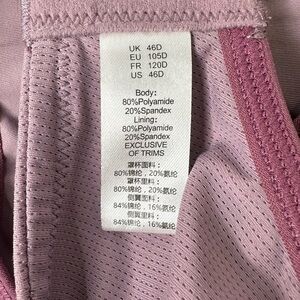 UK 46D
EU 105D
FR 120D
US 46D
Body:
80%Polyamide
20%Spandex
Lining:
80%Polyamide
20%Spandex
EXCLUSIVE
OF TRIMS
罩杯面料:
80%锦纶, 20%氨纶
罩杯里料:
80%锦纶, 20%氨纶
侧翼面料:
84%锦纶, 16%氨纶
侧翼里料:
84%锦纶, 16%氨纶